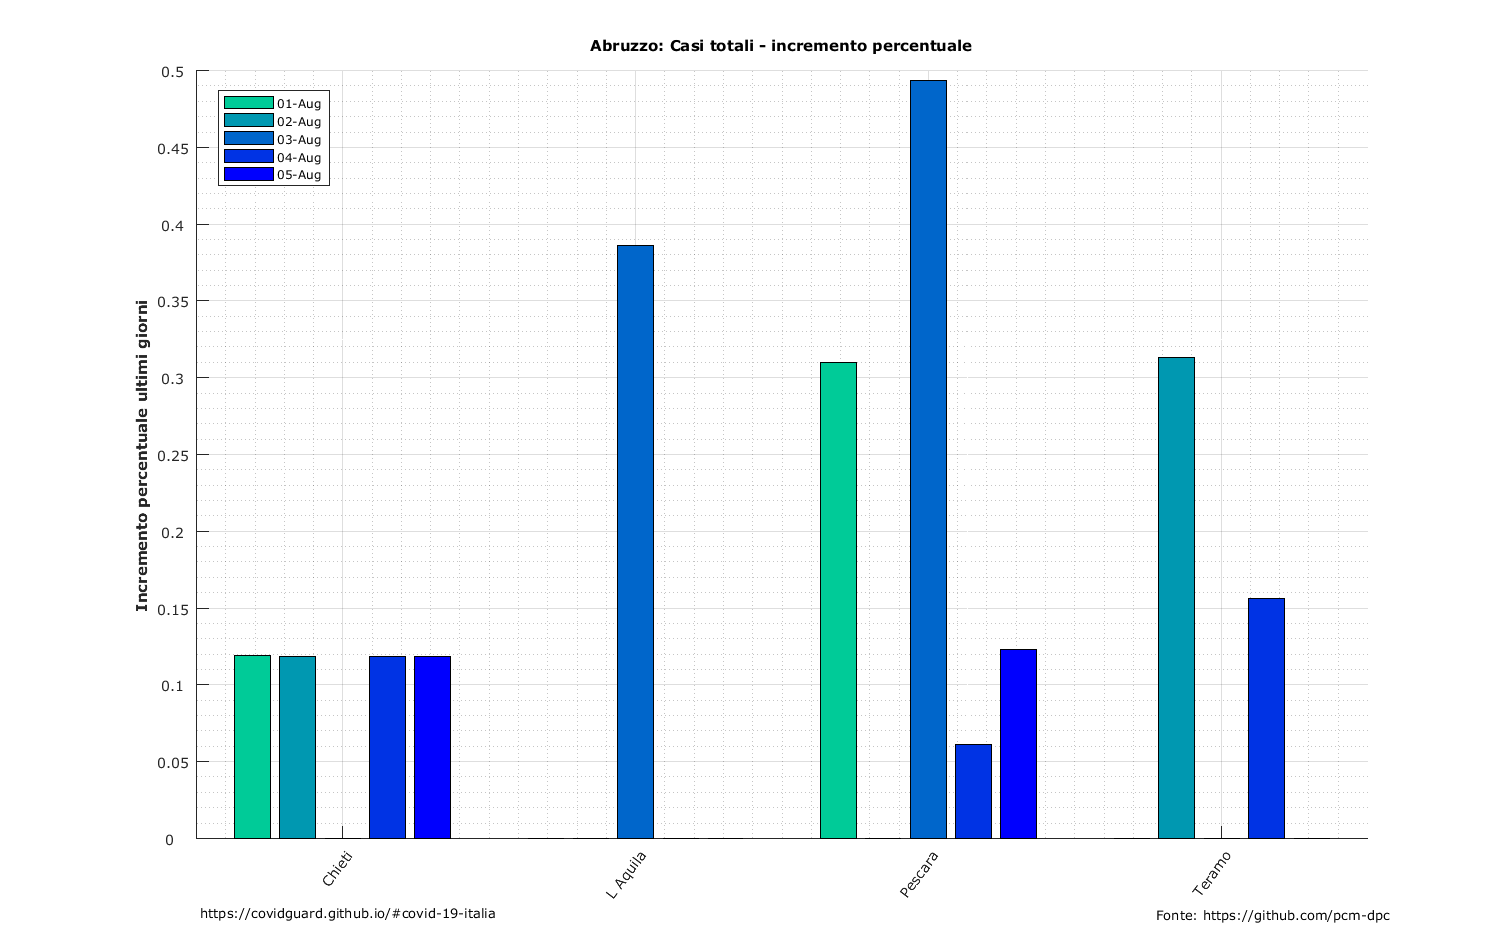 Abruzzo: Casi totali - incremento percentuale
Incremento percentuale ultimi giorni
0.5
0.45
0.4
0.35
0.3
0.25
0.2
0.15
0.1
0.05
0
01-Aug
02-Aug
03-Aug
04-Aug
05-Aug
Chieti
L Aquila
Pescara
Teramo
https://covidguard.github.io/#covid-19-italia
Fonte: https://github.com/pcm-dpc